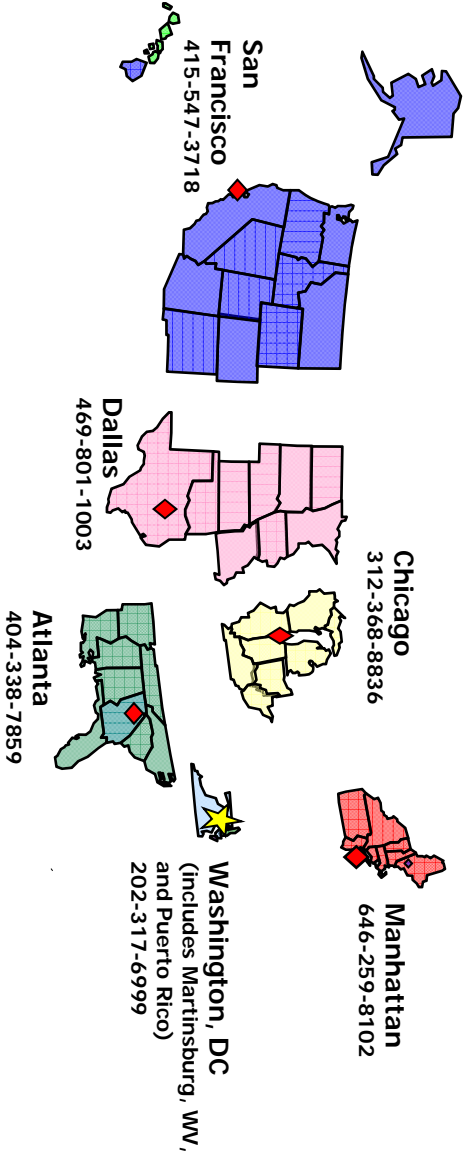 San
Francisco
415-547-3718
Dallas
469-801-1003
Chicago
312-368-8836
Atlanta
404-338-7859
Manhattan
646-259-8102
Washington, DC
(includes Martinsburg, WV,
and Puerto Rico)
202-317-6999